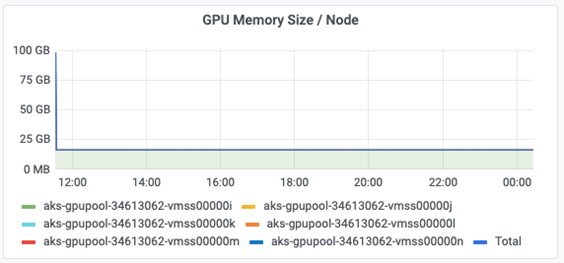 GPU Memory Size / Node
100 GB
75 GB
50 GB
25 GB
0 MB
12:00 14:00 16:00 18:00 20:00 22:00 00:00
aks-gpupool-34613062-vmss00000i aks-gpupool-34613062-vmss00000j
aks-gpupool-34613062-vmss00000k aks-gpupool-34613062-vmss00000l
aks-gpupool-34613062-vmss00000m aks-gpupool-34613062-vmss00000n Total